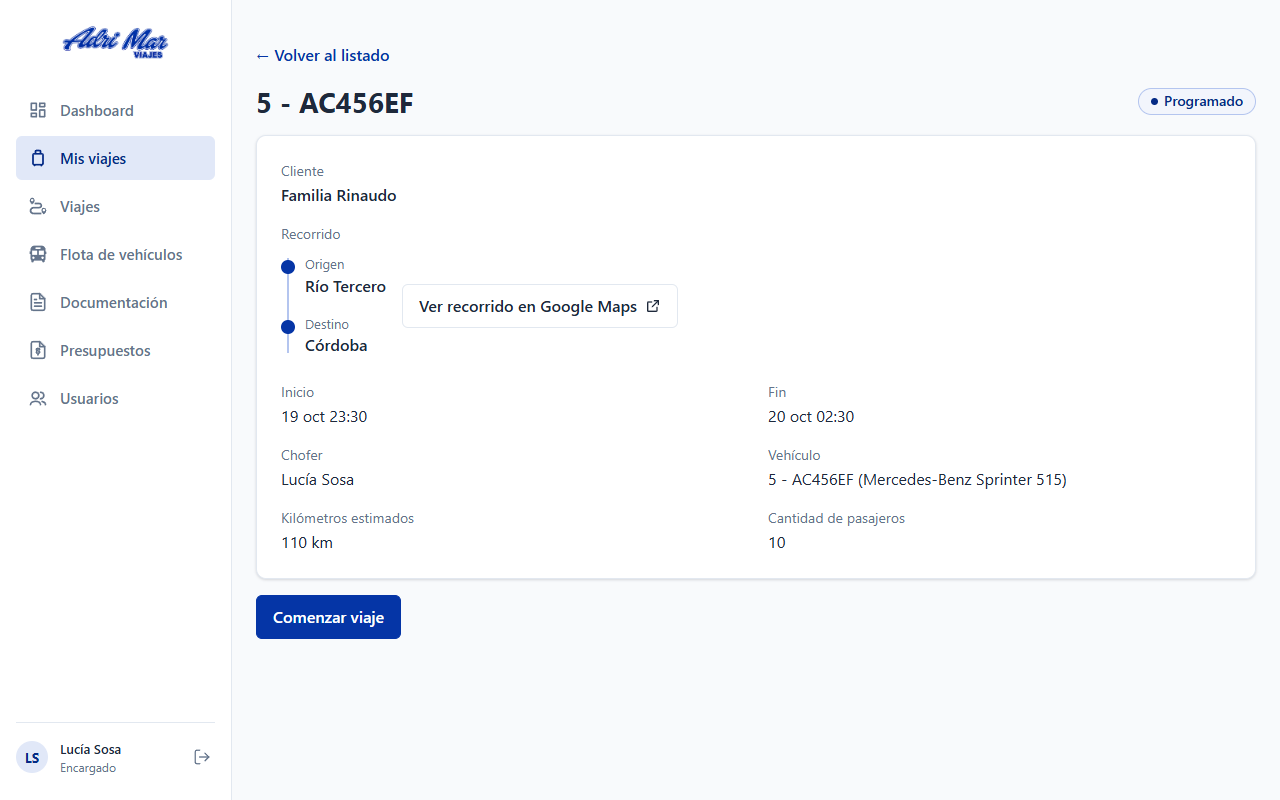 Adri Mar
VIAJES
Dashboard
Mis viajes
Viajes
Flota de vehículos
Documentación
Presupuestos
Usuarios
LS
Lucía Sosa
Encargado
← Volver al listado
5 - AC456EF
Programado
Cliente
Familia Rinaudo
Recorrido
Origen
Río Tercero
Ver recorrido en Google Maps
Destino
Córdoba
Inicio
Fin
19 oct 23:30
20 oct 02:30
Chofer
Vehículo
Lucía Sosa
5 - AC456EF (Mercedes-Benz Sprinter 515)
Kilómetros estimados
Cantidad de pasajeros
110 km
10
Comenzar viaje